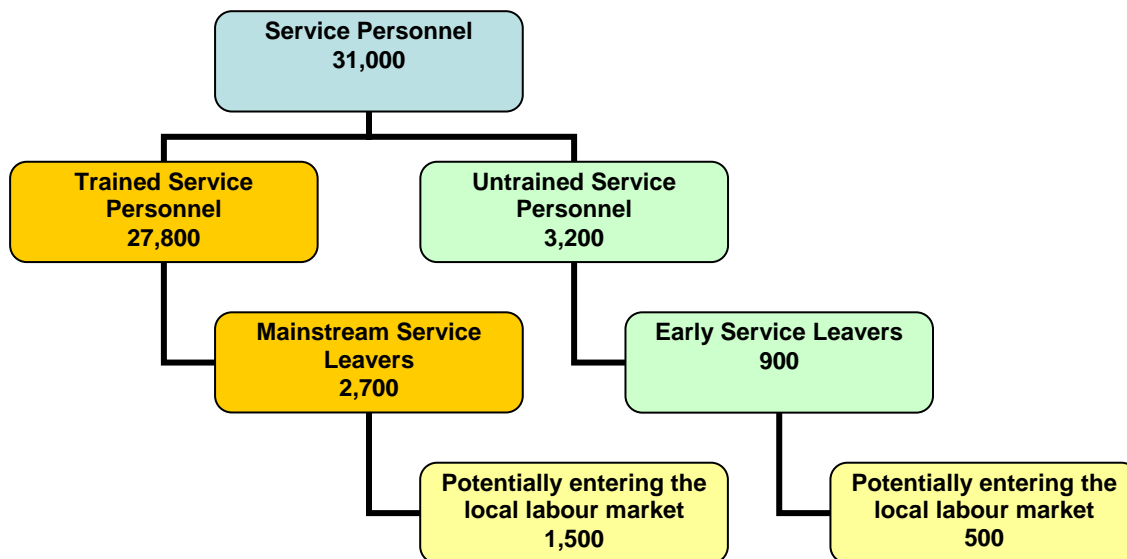 Service Personnel
31,000
Trained Service
Personnel
27,800
Untrained Service
Personnel
3,200
Mainstream Service
Leavers
2,700
Early Service Leavers
900
Potentially entering the
local labour market
1,500
Potentially entering the
local labour market
500